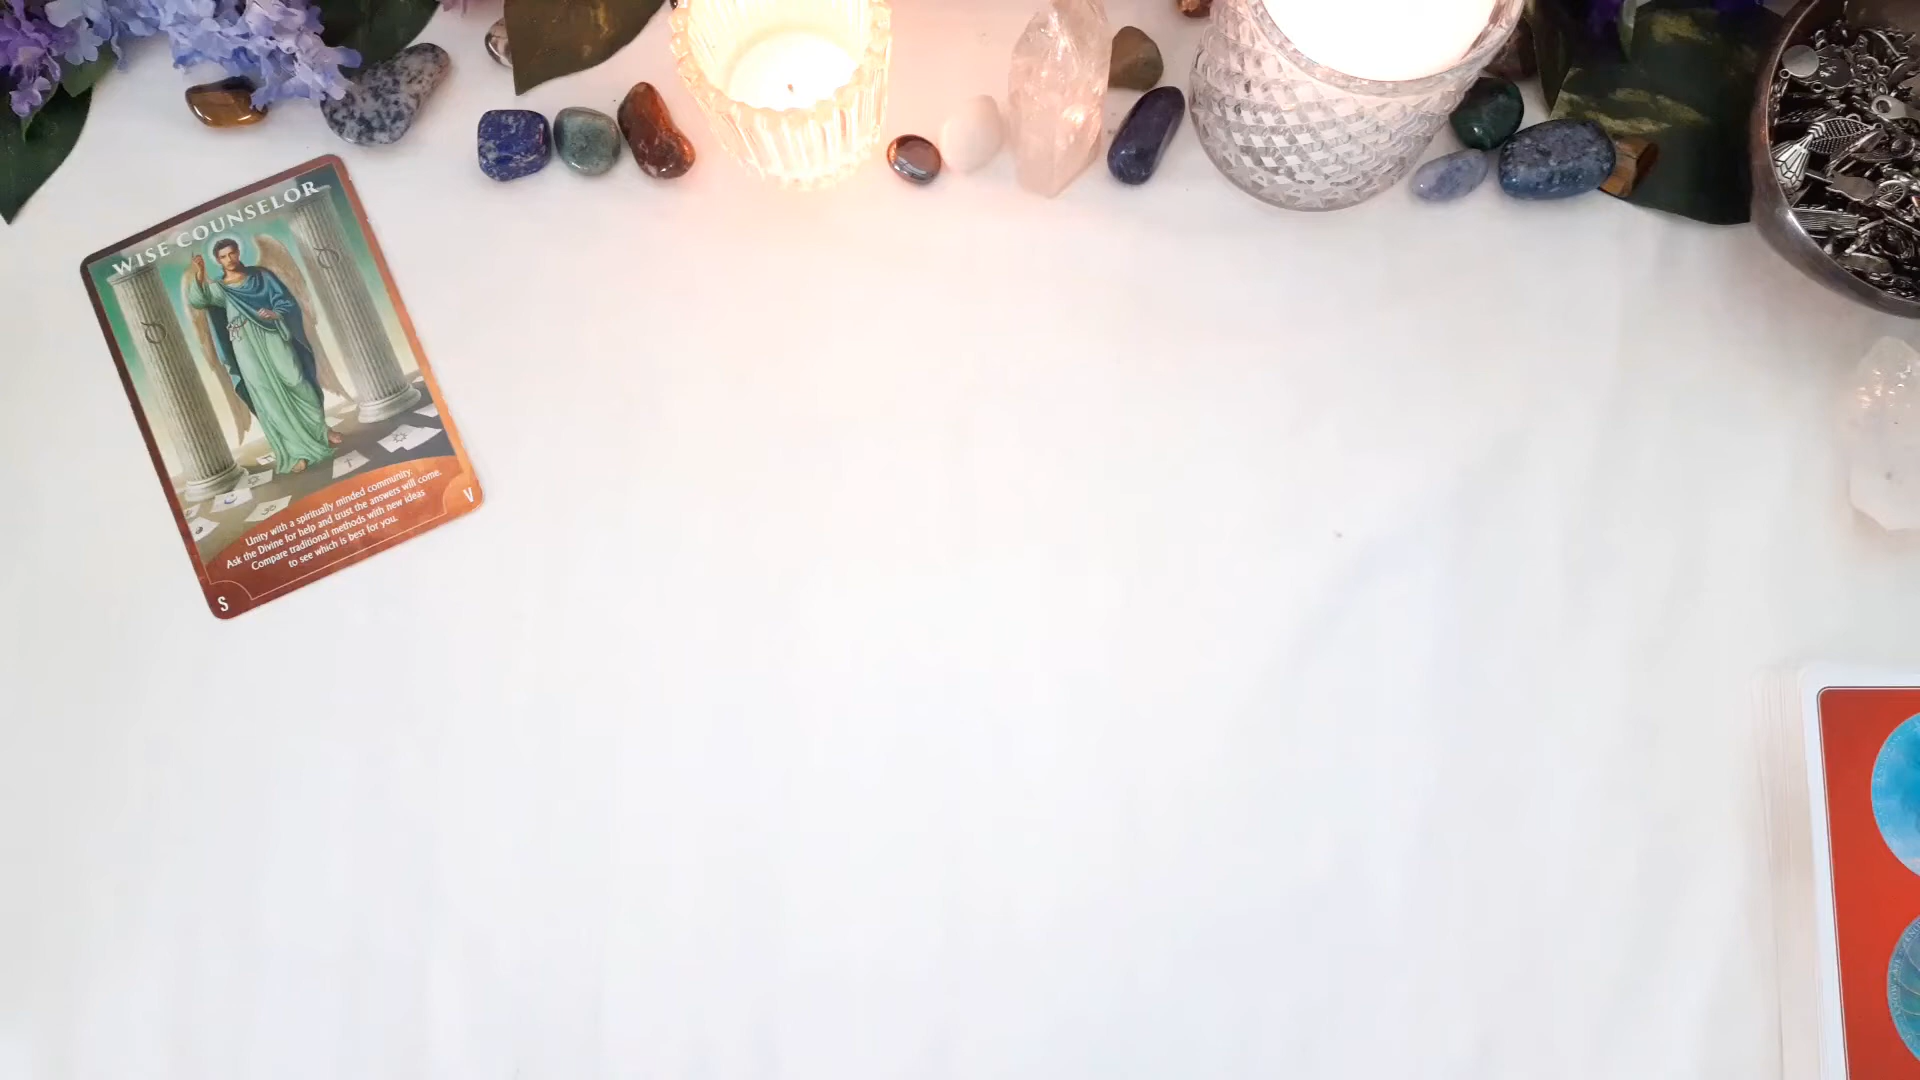 WISE COUNSELOR
Unity with a spiritually minded community.
Ask the Divine for help and trust the answers will come.
Compare traditional methods with new ideas
to see which is best for you.
S
V